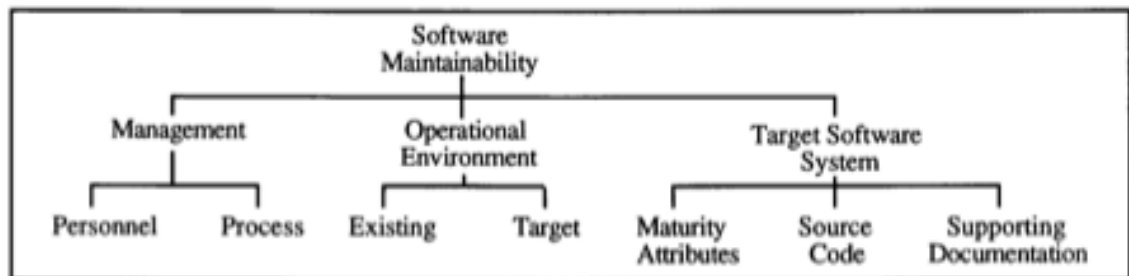 Software
Maintainability
Management
Operational
Environment
Target Software
System
Personnel
Process
Existing
Target
Maturity
Attributes
Source
Code
Supporting
Documentation